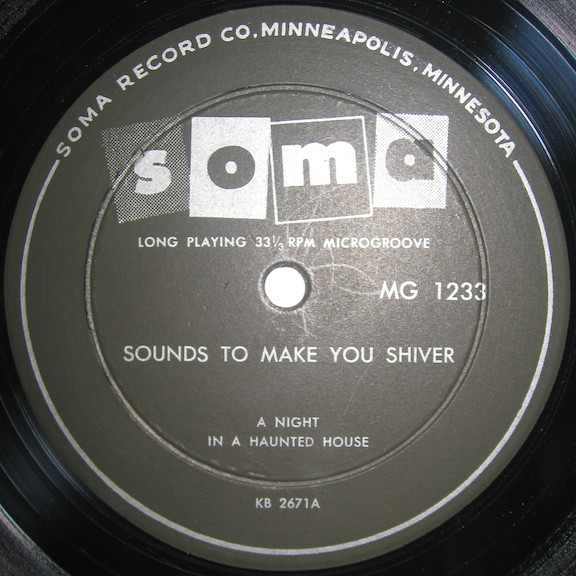 SOMA RECORD CO. MINNEAPOLIS, MINNESOTA
soma
LONG PLAYING 33⅓ RPM MICROGROOVE
MG 1233
SOUNDS TO MAKE YOU SHIVER
A NIGHT
IN A HAUNTED HOUSE
KB 2671A